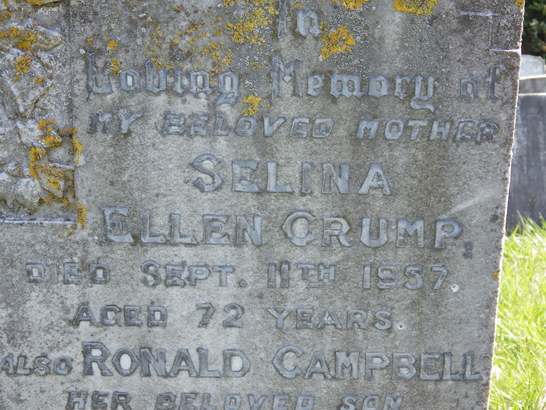 In
Loving Memory of
MY BELOVED MOTHER
SELINA
ELLEN CRUMP,
DIED SEPT. 11TH 1957,
AGED 72 YEARS.
ALSO RONALD CAMPBELL
HER BELOVED SON